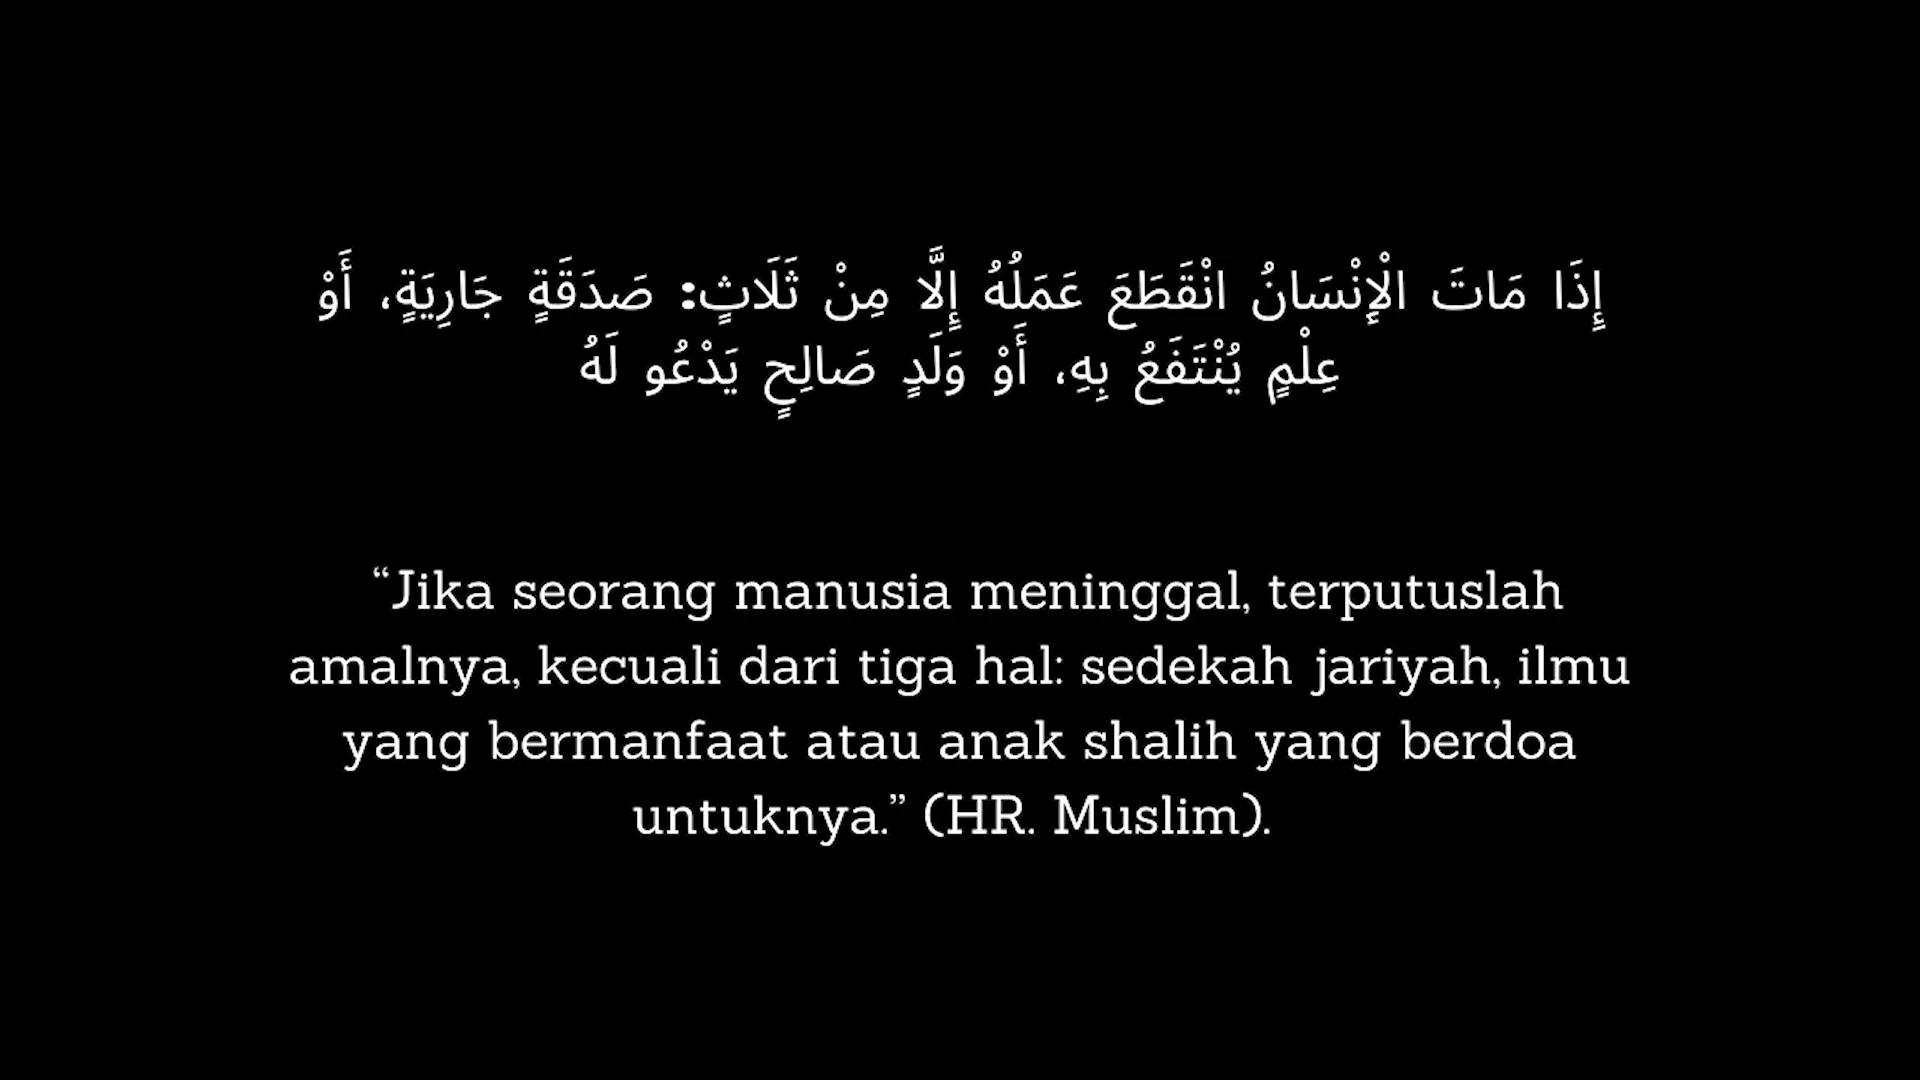 إِذَا مَاتَ الْإِنْسَانُ انْقَطَعَ عَمَلُهُ إِلَّا مِنْ ثَلَاثٍ: صَدَقَةٍ جَارِيَةٍ، أَوْ
عِلْمٍ يُنْتَفَعُ بِهِ، أَوْ وَلَدٍ صَالِحٍ يَدْعُو لَهُ
“Jika seorang manusia meninggal, terputuslah
amalnya, kecuali dari tiga hal: sedekah jariyah, ilmu
yang bermanfaat atau anak shalih yang berdoa
untuknya.” (HR. Muslim).